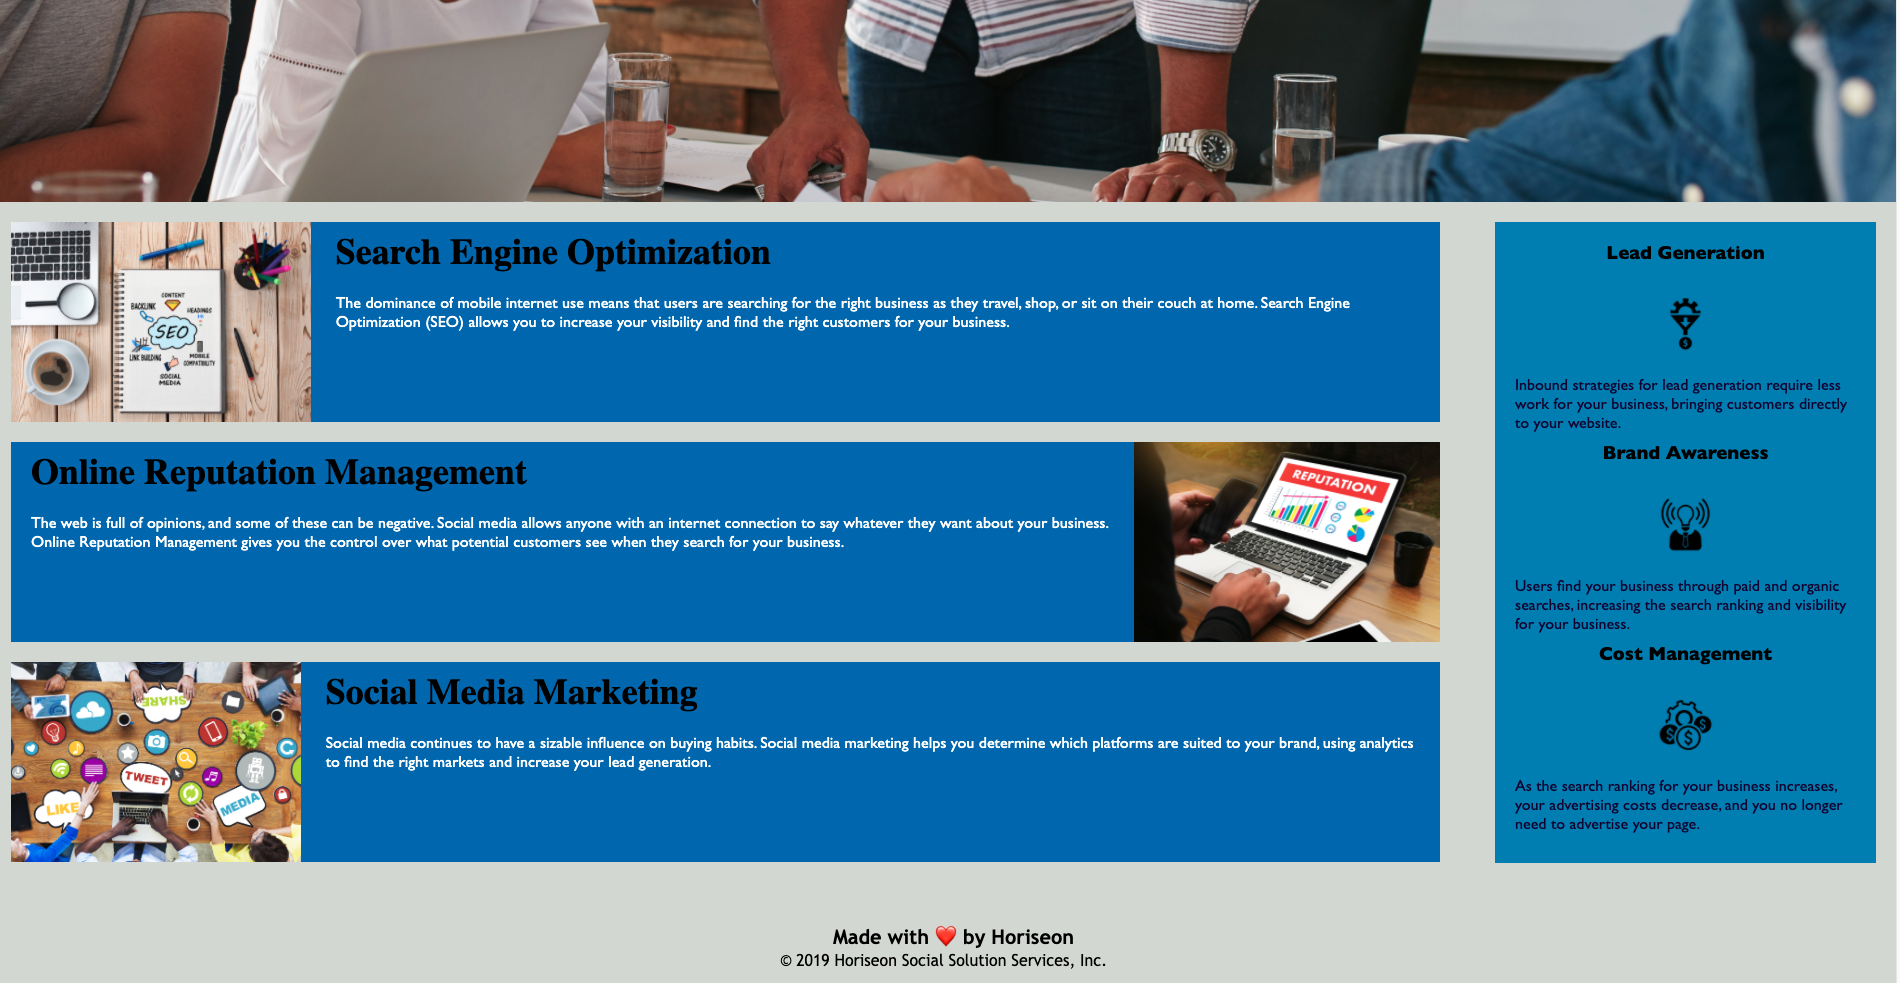 Search Engine Optimization
The dominance of mobile internet use means that users are searching for the right business as they travel, shop, or sit on their couch at home. Search Engine
Optimization (SEO) allows you to increase your visibility and find the right customers for your business.
CONTENT
BACKLINK
HEADINGS
SEO
LINK BUILDING
MOBILE
COMPATIBILITY
SOCIAL
MEDIA
Online Reputation Management
The web is full of opinions, and some of these can be negative. Social media allows anyone with an internet connection to say whatever they want about your business.
Online Reputation Management gives you the control over what potential customers see when they search for your business.
REPUTATION
Social Media Marketing
Social media continues to have a sizable influence on buying habits. Social media marketing helps you determine which platforms are suited to your brand, using analytics
to find the right markets and increase your lead generation.
SHARE
TWEET
LIKE
MEDIA
Lead Generation
$
Inbound strategies for lead generation require less
work for your business, bringing customers directly
to your website.
Brand Awareness
Users find your business through paid and organic
searches, increasing the search ranking and visibility
for your business.
Cost Management
$ $ $
As the search ranking for your business increases,
your advertising costs decrease, and you no longer
need to advertise your page.
Made with ❤️ by Horiseon
© 2019 Horiseon Social Solution Services, Inc.